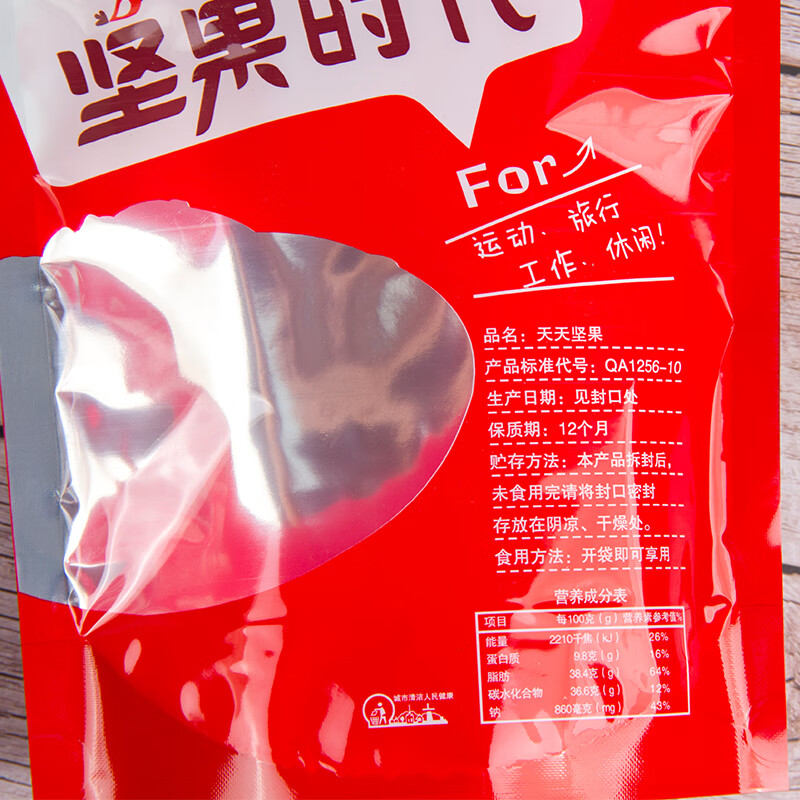 坚果时代
For
运动、旅行
工作、休闲!
品名：天天坚果
产品标准代号：QA1256-10
生产日期：见封口处
保质期：12个月
贮存方法：本产品拆封后,
未食用完请将封口密封
存放在阴凉、干燥处。
食用方法：开袋即可享用
营养成分表
项目 每100克(g) 营养素参考值%
能量 2210千焦(kJ) 26%
蛋白质 9.8克(g) 16%
脂肪 38.4克(g) 64%
碳水化合物 36.6克(g) 12%
钠 860毫克(mg) 43%
城市清洁人民健康